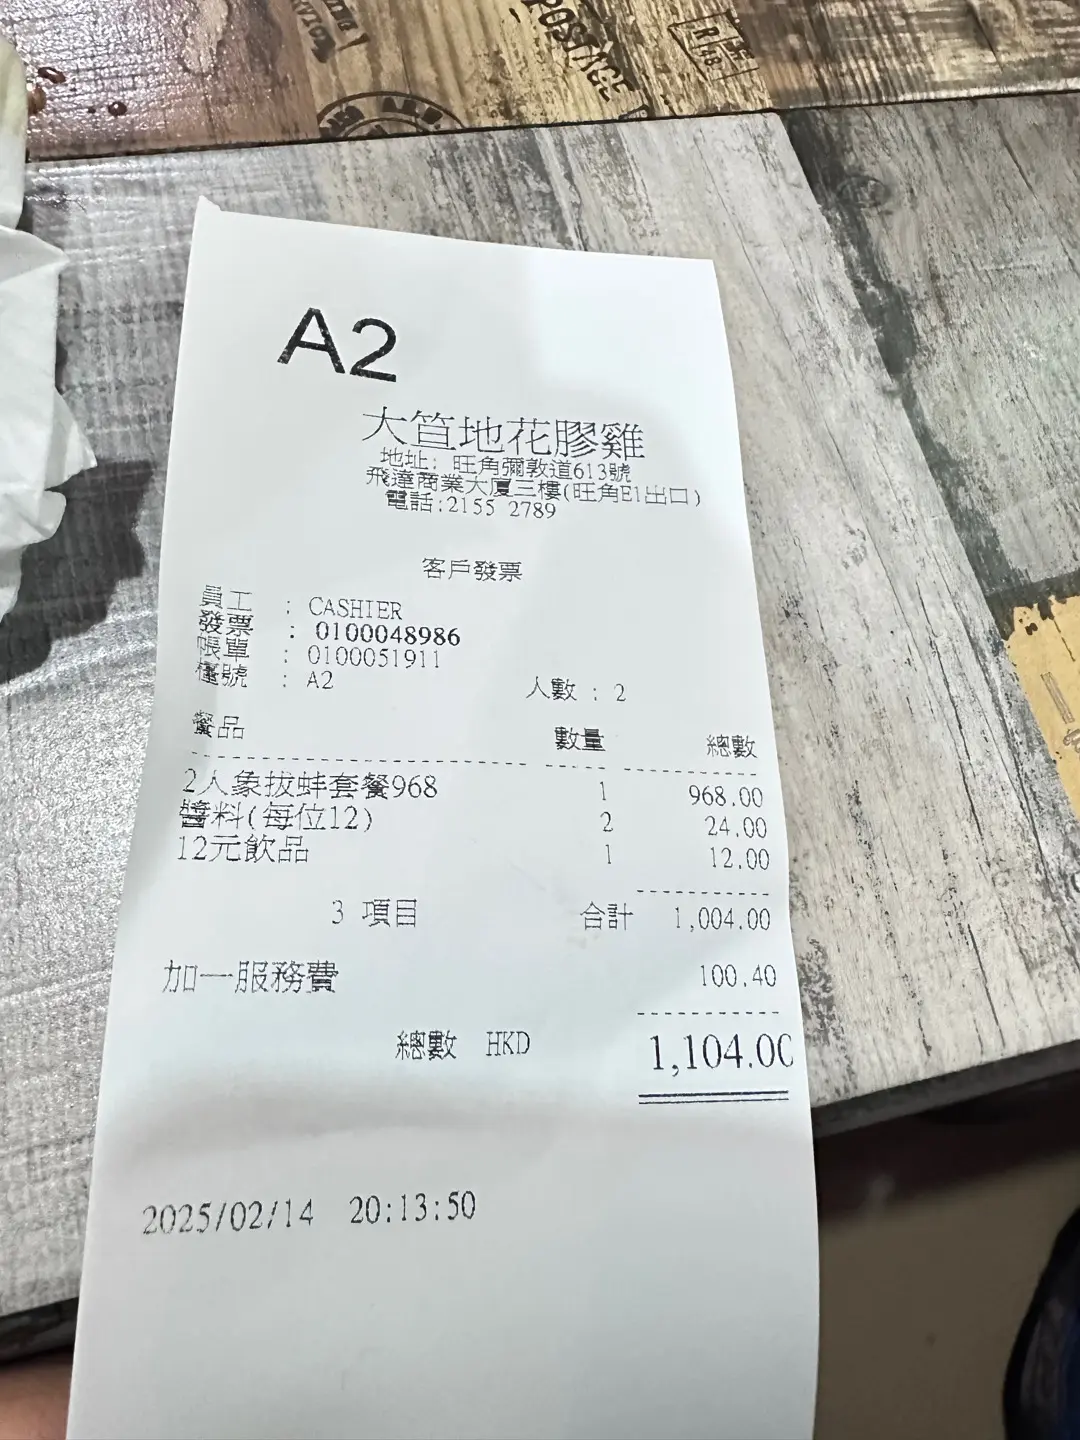 POSTAGE
R
A2
大笪地花膠雞
地址: 旺角彌敦道613號
飛達商業大厦三樓(旺角E1出口)
電話:2155 2789
客戶發票
員工 : CASHIER
發票 : 0100048986
帳單 : 0100051911
檯號 : A2 人數 : 2
餐品 數量 總數
2人象拔蚌套餐968 1 968.00
醬料(每位12) 2 24.00
12元飲品 1 12.00
3 項目 合計 1,004.00
加一服務費 100.40
總數 HKD 1,104.00
2025/02/14 20:13:50